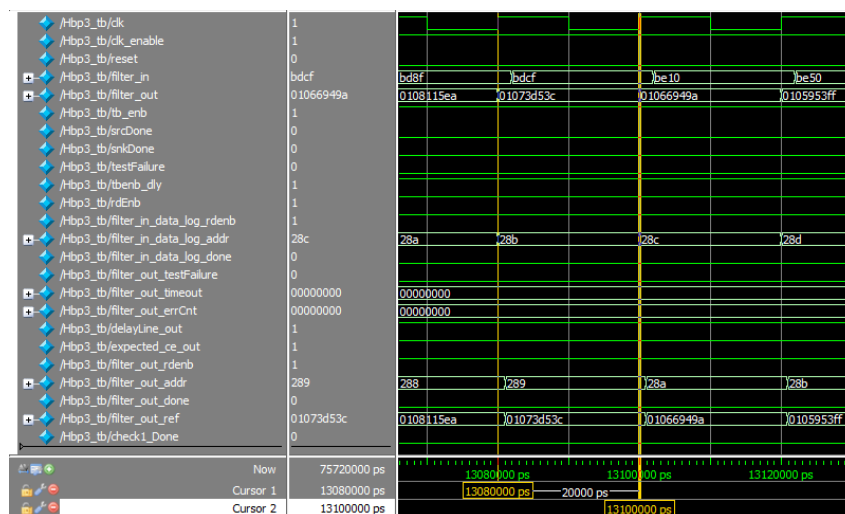 /Hbp3_tb/clk 1
/Hbp3_tb/clk_enable 1
/Hbp3_tb/reset 0
/Hbp3_tb/filter_in bdcf bd8f bdcf be10 be50
/Hbp3_tb/filter_out 01066949a 0108115ea 01073d53c 01066949a 0105953ff
/Hbp3_tb/tb_enb 1
/Hbp3_tb/srcDone 0
/Hbp3_tb/snkDone 0
/Hbp3_tb/testFailure 0
/Hbp3_tb/tbenb_dly 1
/Hbp3_tb/rdEnb 1
/Hbp3_tb/filter_in_data_log_rdenb 1
/Hbp3_tb/filter_in_data_log_addr 28c 28a 28b 28c 28d
/Hbp3_tb/filter_in_data_log_done 0
/Hbp3_tb/filter_out_testFailure 0
/Hbp3_tb/filter_out_timeout 00000000 00000000
/Hbp3_tb/filter_out_errCnt 00000000 00000000
/Hbp3_tb/delayLine_out 1
/Hbp3_tb/expected_ce_out 1
/Hbp3_tb/filter_out_rdenb 1
/Hbp3_tb/filter_out_addr 289 288 289 28a 28b
/Hbp3_tb/filter_out_done 0
/Hbp3_tb/filter_out_ref 01073d53c 0108115ea 01073d53c 01066949a 0105953ff
/Hbp3_tb/check1_Done 0
Now 75720000 ps 13080000 ps 13100000 ps 13120000 ps
Cursor 1 13080000 ps 13080000 ps 20000 ps
Cursor 2 13100000 ps 13100000 ps